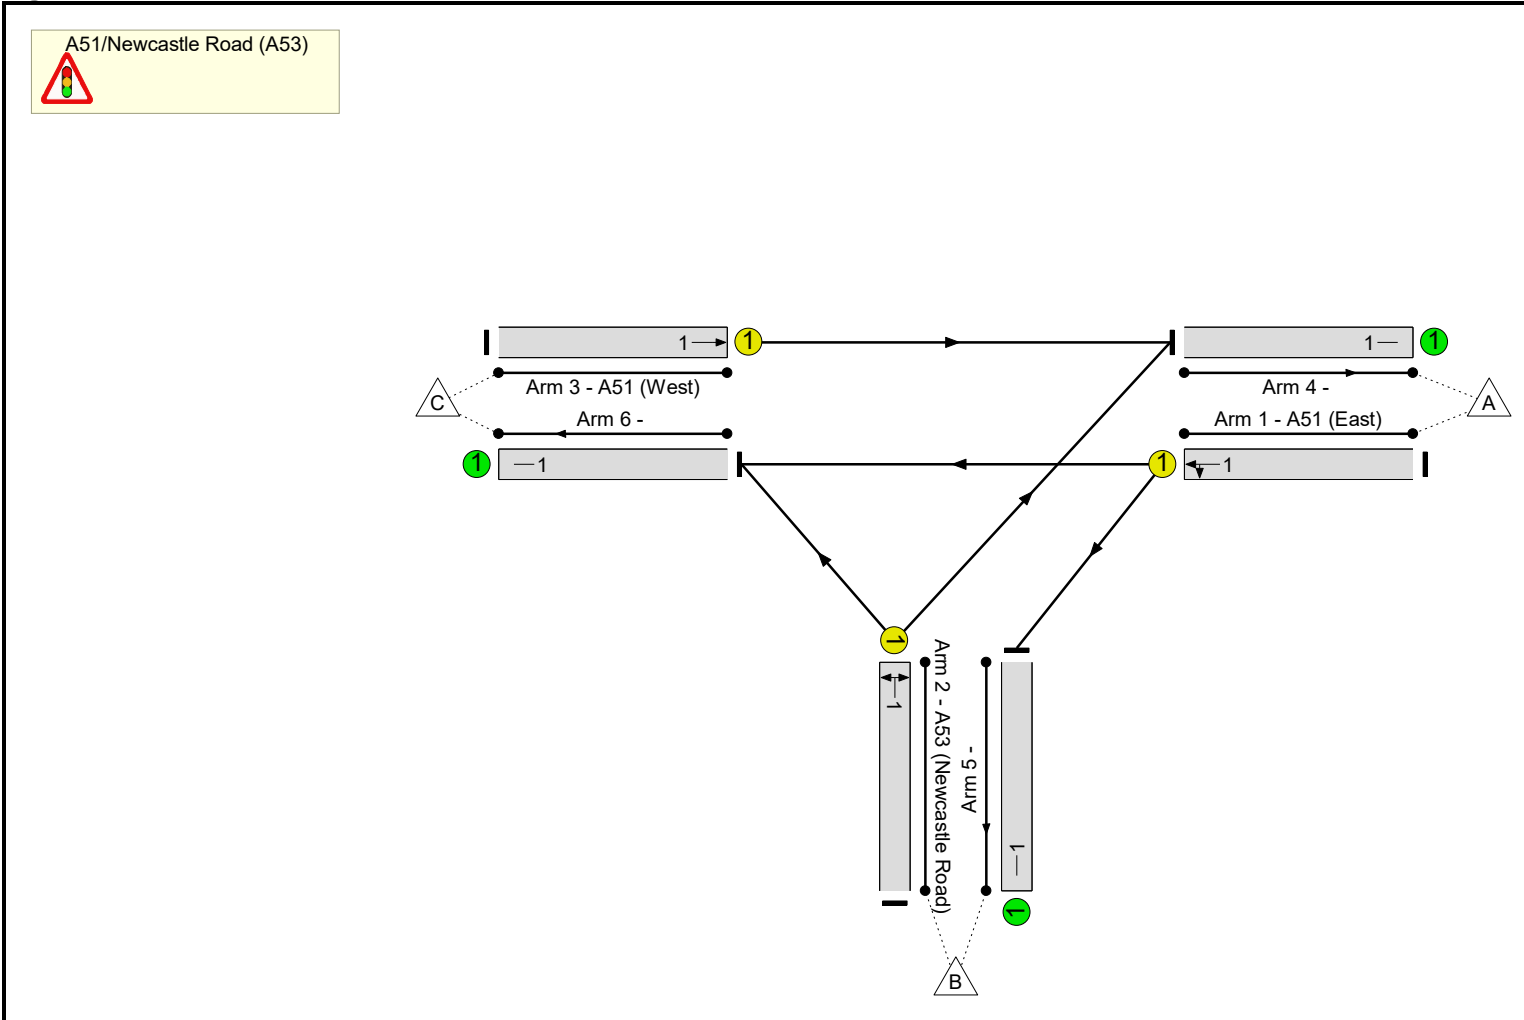 A51/Newcastle Road (A53)
1
1
1
1
Arm 3 - A51 (West)
Arm 4 -
C
A
Arm 6 -
Arm 1 - A51 (East)
1
1
1
1
1
Arm 2 - A53 (Newcastle Road)
1
Arm 5 -
1
1
B